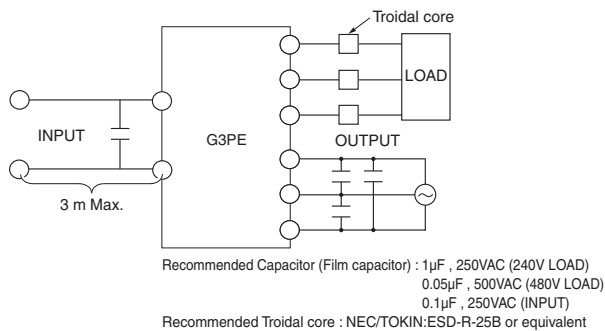 Troidal core
LOAD
INPUT
G3PE
OUTPUT
3 m Max.
Recommended Capacitor (Film capacitor) : 1µF , 250VAC (240V LOAD)
0.05µF , 500VAC (480V LOAD)
0.1µF , 250VAC (INPUT)
Recommended Troidal core : NEC/TOKIN:ESD-R-25B or equivalent